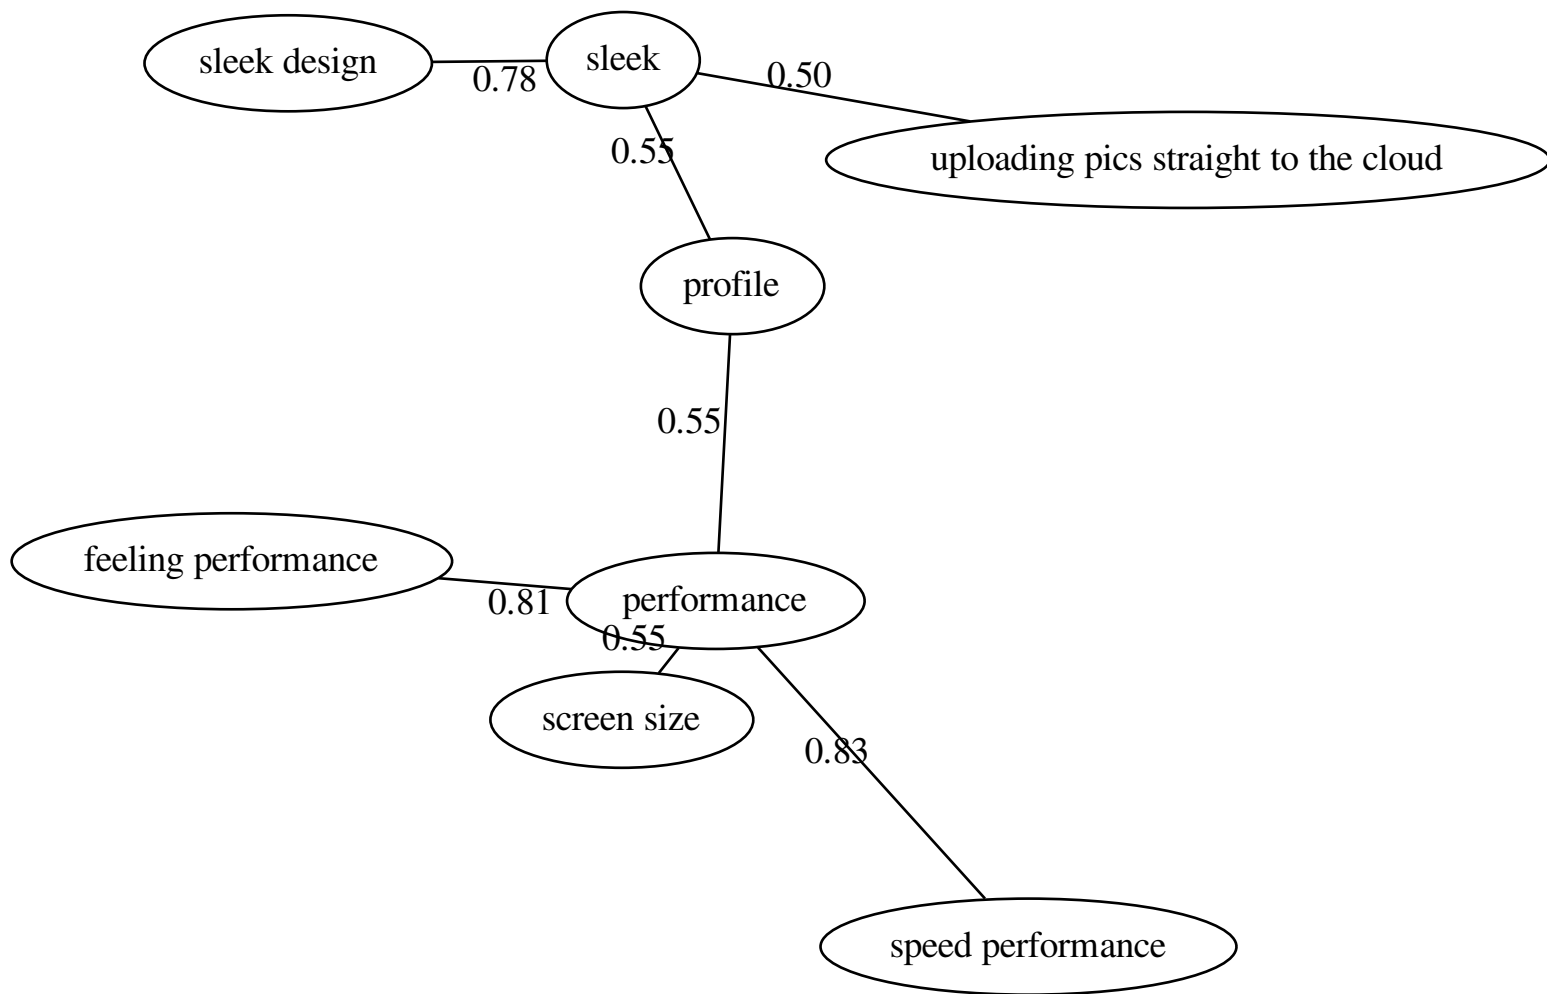 sleek design
0.78
sleek
0.50
uploading pics straight to the cloud
0.55
profile
0.55
feeling performance
0.81
performance
0.55
screen size
0.83
speed performance